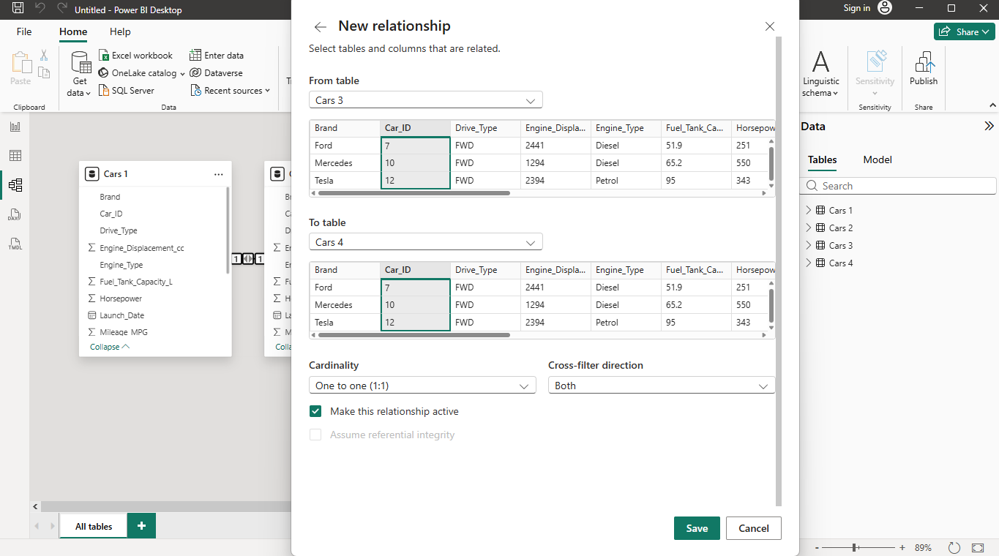 Untitled - Power BI Desktop
Sign in
File Home Help
Share
Paste
Clipboard
Get data
Excel workbook
OneLake catalog
SQL Server
Enter data
Dataverse
Recent sources
Data
Linguistic schema
Sensitivity
Sensitivity
Publish
Share
DAX
TMDL
Cars 1
Brand
Car_ID
Drive_Type
Engine_Displacement_cc
Engine_Type
Fuel_Tank_Capacity_L
Horsepower
Launch_Date
Mileage_MPG
Collapse
1 1
New relationship
Select tables and columns that are related.
From table
Cars 3
Brand Car_ID Drive_Type Engine_Displa... Engine_Type Fuel_Tank_Ca... Horsepow
Ford 7 FWD 2441 Diesel 51.9 251
Mercedes 10 FWD 1294 Diesel 65.2 550
Tesla 12 FWD 2394 Petrol 95 343
To table
Cars 4
Brand Car_ID Drive_Type Engine_Displa... Engine_Type Fuel_Tank_Ca... Horsepow
Ford 7 FWD 2441 Diesel 51.9 251
Mercedes 10 FWD 1294 Diesel 65.2 550
Tesla 12 FWD 2394 Petrol 95 343
Cardinality
One to one (1:1)
Cross-filter direction
Both
Make this relationship active
Assume referential integrity
Save Cancel
Data
Tables Model
Search
Cars 1
Cars 2
Cars 3
Cars 4
All tables +
- + 89%